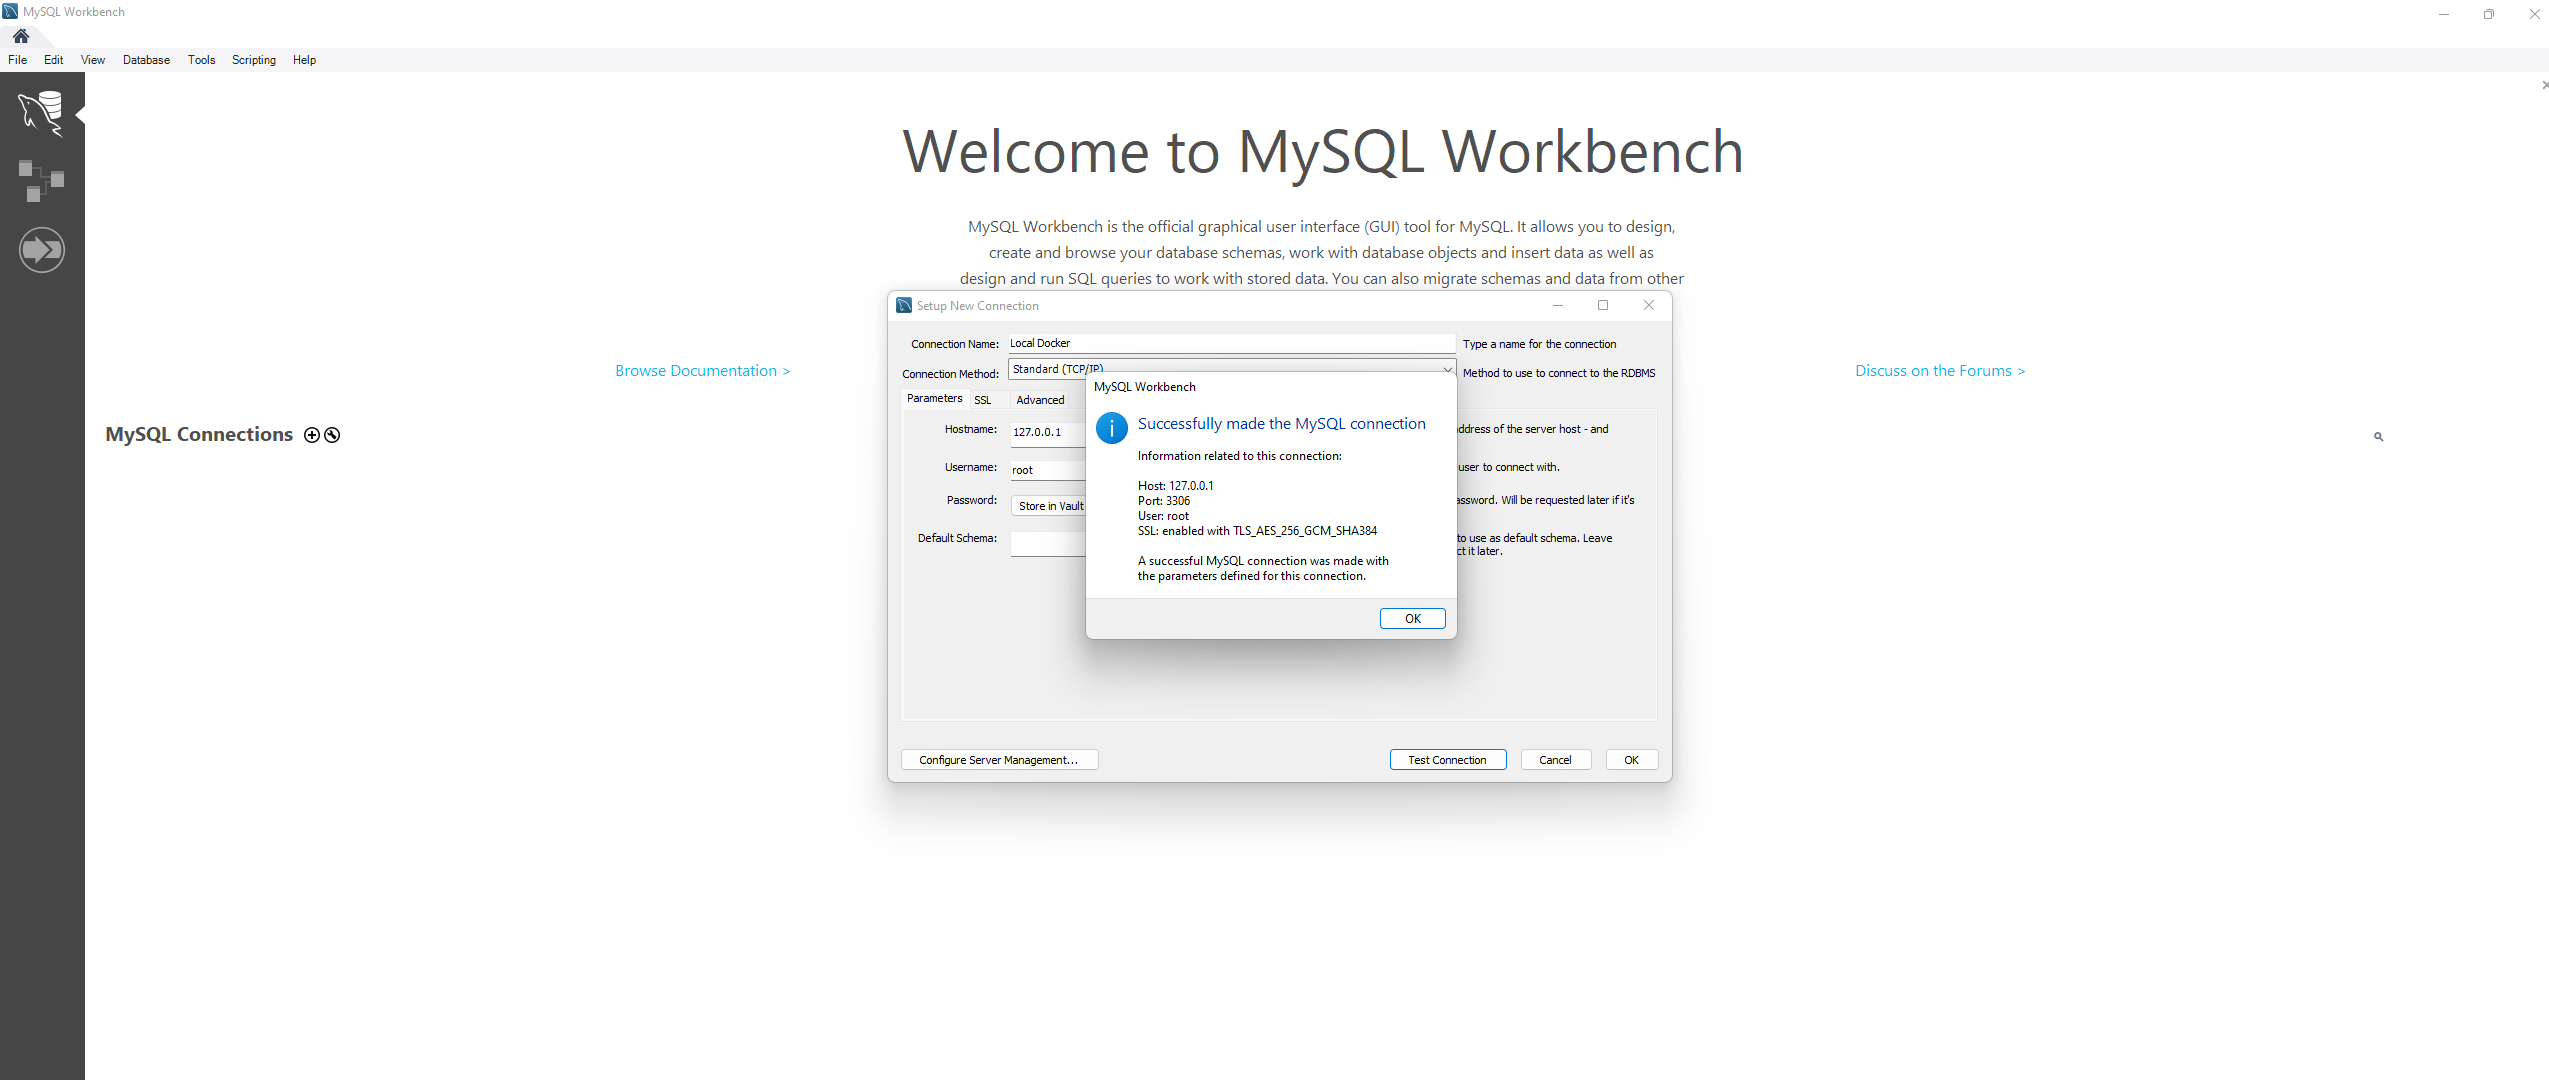 MySQL Workbench
File Edit View Database Tools Scripting Help
Welcome to MySQL Workbench
MySQL Workbench is the official graphical user interface (GUI) tool for MySQL. It allows you to design,
create and browse your database schemas, work with database objects and insert data as well as
design and run SQL queries to work with stored data. You can also migrate schemas and data from other
Browse Documentation >
Discuss on the Forums >
MySQL Connections
Setup New Connection
Connection Name: Local Docker Type a name for the connection
Connection Method: Standard (TCP/IP) Method to use to connect to the RDBMS
Parameters SSL Advanced
Hostname: 127.0.0.1 address of the server host - and
Username: root user to connect with.
Password: Store in Vault password. Will be requested later if it's
Default Schema: to use as default schema. Leave
it later.
MySQL Workbench
Successfully made the MySQL connection
Information related to this connection:
Host: 127.0.0.1
Port: 3306
User: root
SSL: enabled with TLS_AES_256_GCM_SHA384
A successful MySQL connection was made with
the parameters defined for this connection.
OK
Configure Server Management... Test Connection Cancel OK